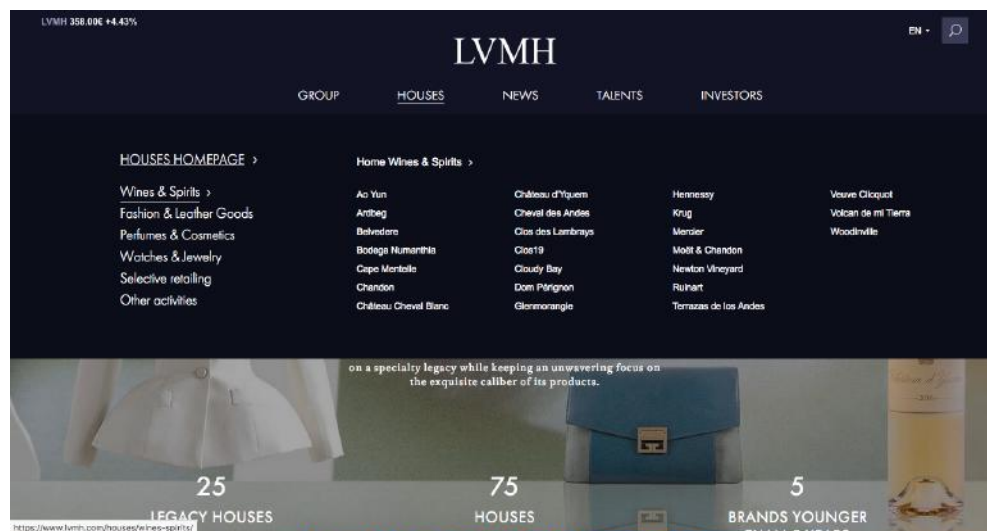 LVMH 358.00€ +4.43%
EN
LVMH
GROUP HOUSES NEWS TALENTS INVESTORS
HOUSES HOMEPAGE >
Wines & Spirits >
Fashion & Leather Goods
Perfumes & Cosmetics
Watches & Jewelry
Selective retailing
Other activities
Home Wines & Spirits >
Ao Yun
Ardbeg
Belvedere
Bodega Numanthia
Cape Mentelle
Chandon
Château Cheval Blanc
Château d'Yquem
Cheval des Andes
Clos des Lambrays
Clos19
Cloudy Bay
Dom Pérignon
Glenmorangie
Hennessy
Krug
Mercier
Moët & Chandon
Newton Vineyard
Ruinart
Terrazas de los Andes
Veuve Clicquot
Volcan de mi Tierra
Woodinville
on a specialty legacy while keeping an unwavering focus on
the exquisite caliber of its products.
25
LEGACY HOUSES
75
HOUSES
5
BRANDS YOUNGER
https://www.lvmh.com/houses/wines-spirits/